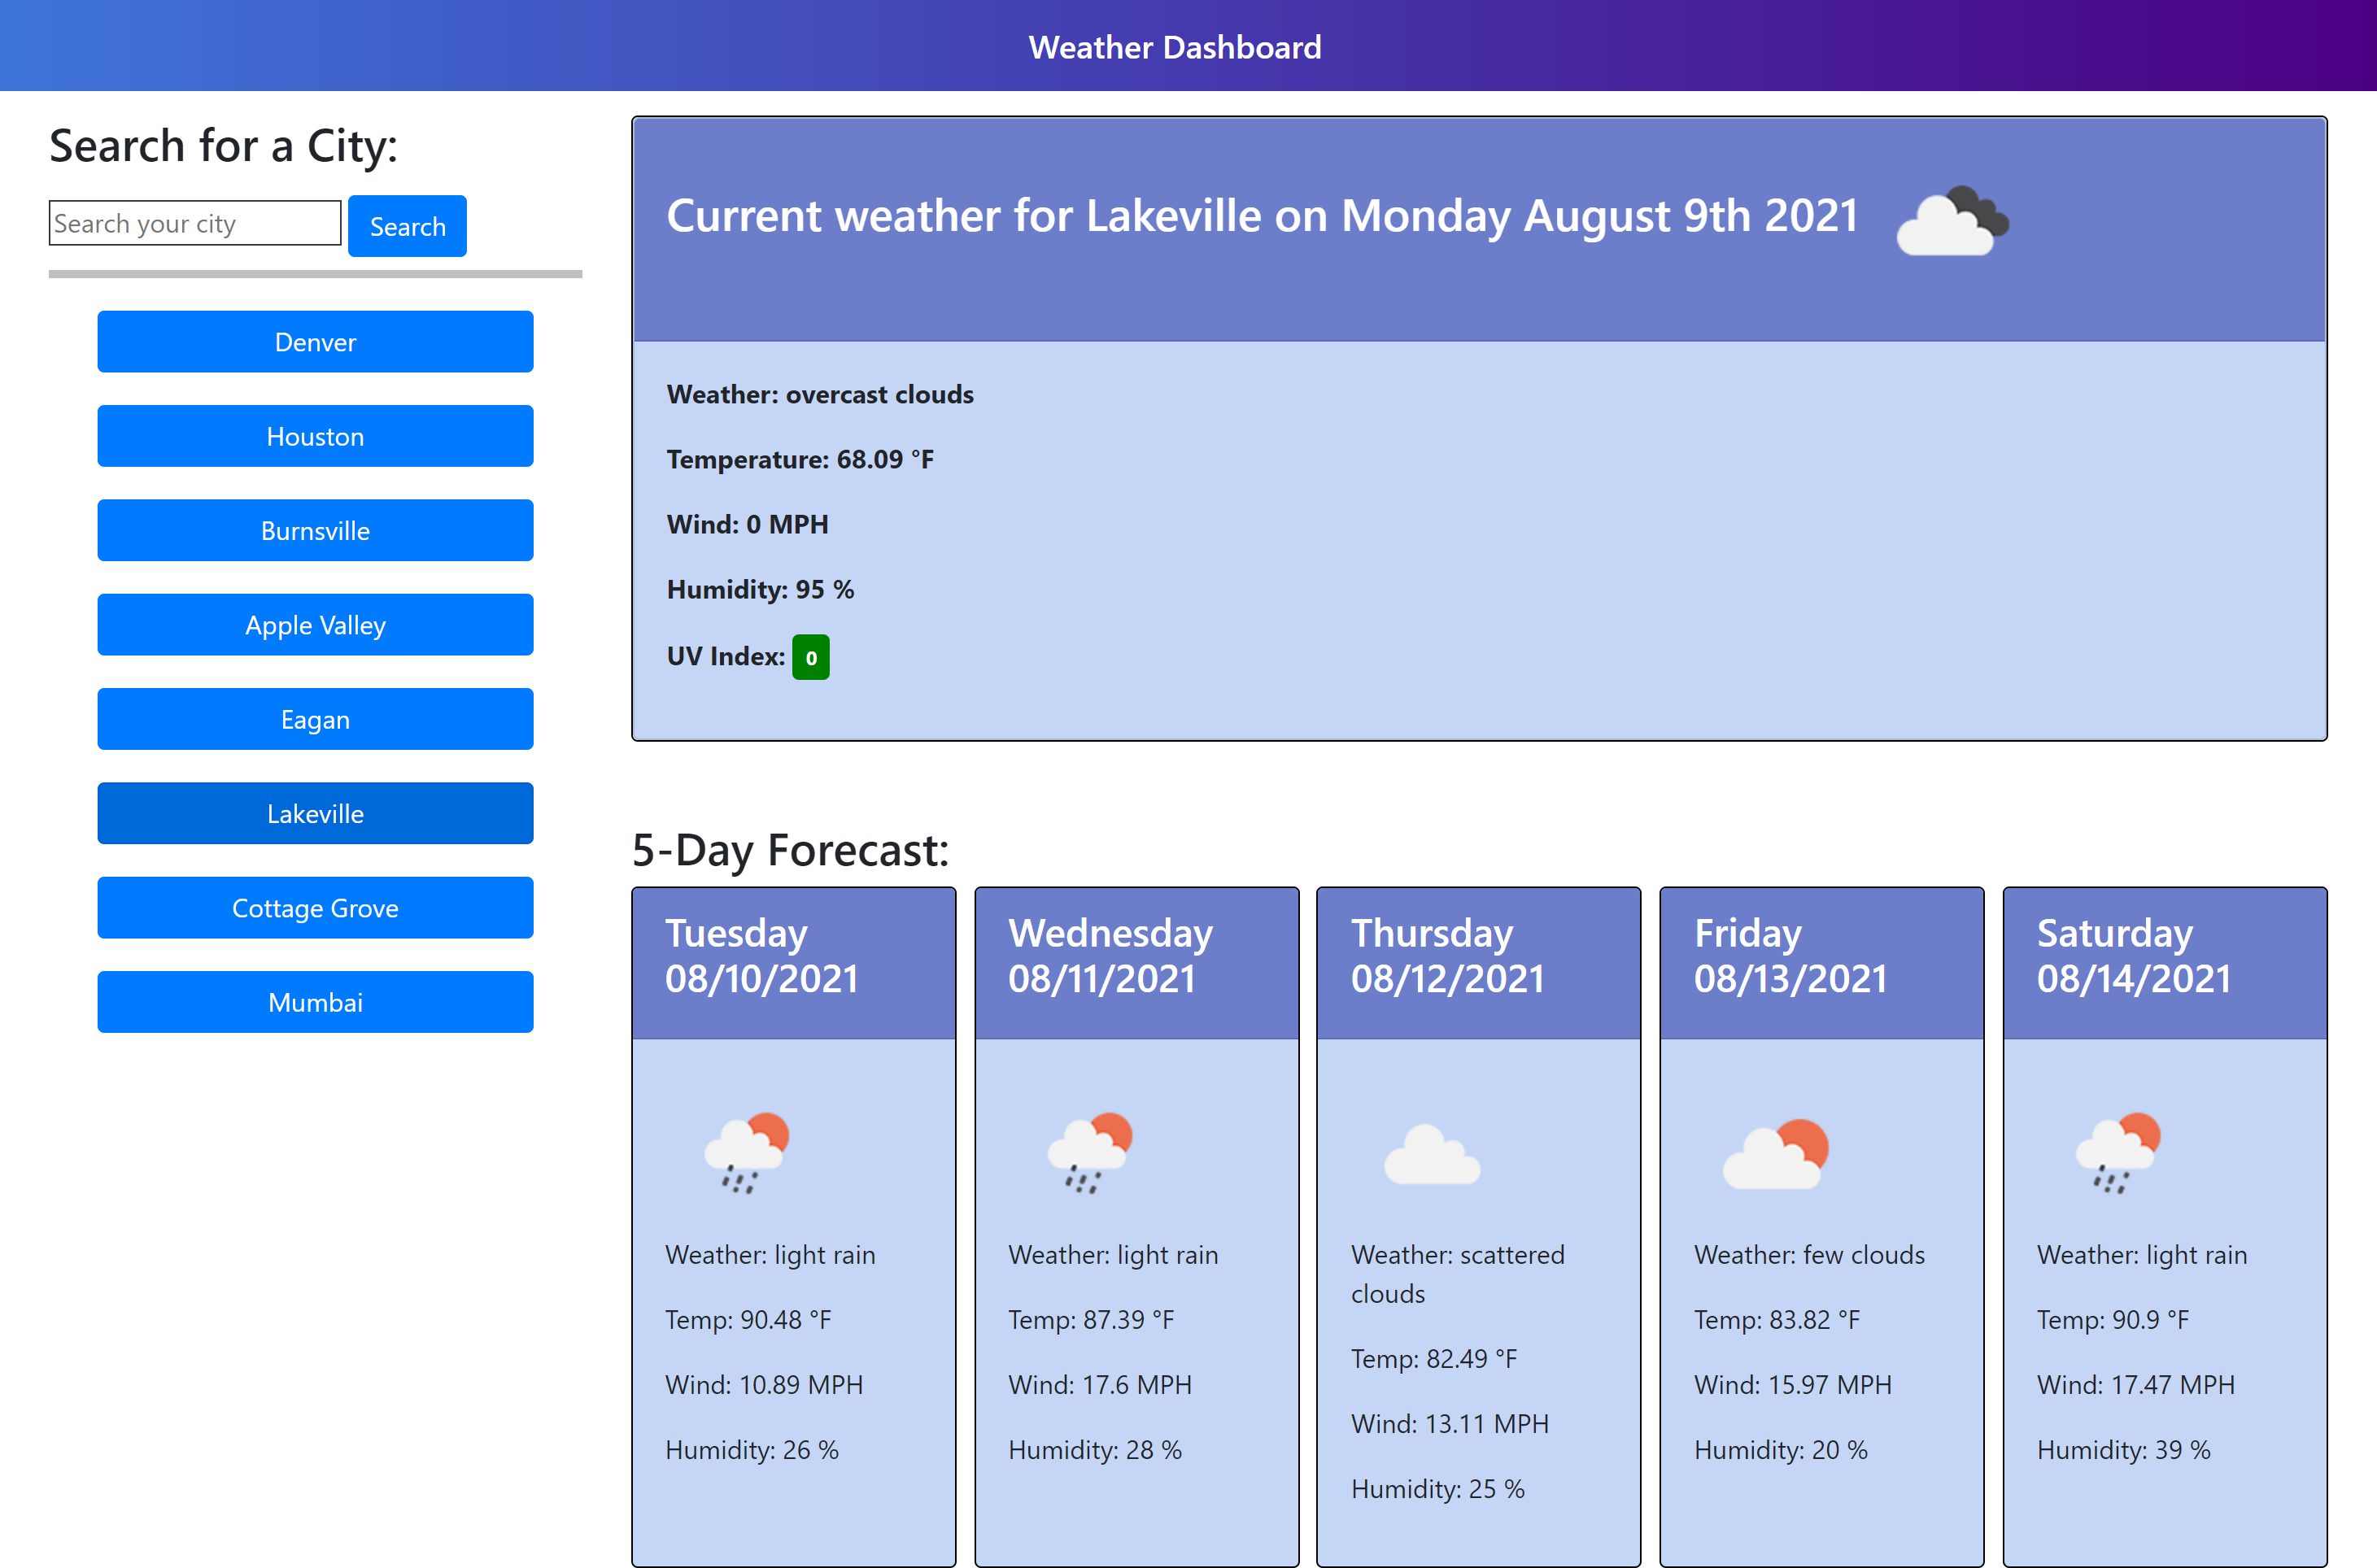 Weather Dashboard
Search for a City:
Search your city
Search
Denver
Houston
Burnsville
Apple Valley
Eagan
Lakeville
Cottage Grove
Mumbai
Current weather for Lakeville on Monday August 9th 2021
Weather: overcast clouds
Temperature: 68.09 °F
Wind: 0 MPH
Humidity: 95 %
UV Index: 0
5-Day Forecast:
Tuesday
08/10/2021
Weather: light rain
Temp: 90.48 °F
Wind: 10.89 MPH
Humidity: 26 %
Wednesday
08/11/2021
Weather: light rain
Temp: 87.39 °F
Wind: 17.6 MPH
Humidity: 28 %
Thursday
08/12/2021
Weather: scattered
clouds
Temp: 82.49 °F
Wind: 13.11 MPH
Humidity: 25 %
Friday
08/13/2021
Weather: few clouds
Temp: 83.82 °F
Wind: 15.97 MPH
Humidity: 20 %
Saturday
08/14/2021
Weather: light rain
Temp: 90.9 °F
Wind: 17.47 MPH
Humidity: 39 %